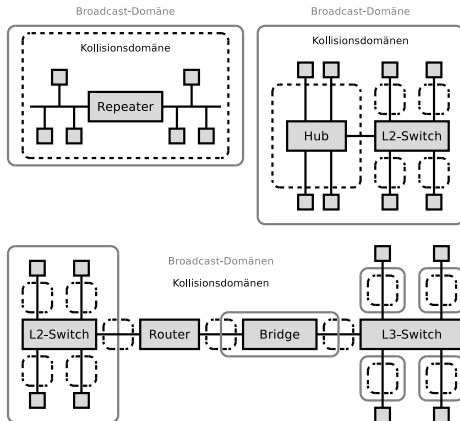 Broadcast-Domäne
Broadcast-Domäne
Kollisionsdomäne
Kollisionsdomänen
Repeater
Hub
L2-Switch
Broadcast-Domänen
Kollisionsdomänen
L2-Switch
Router
Bridge
L3-Switch